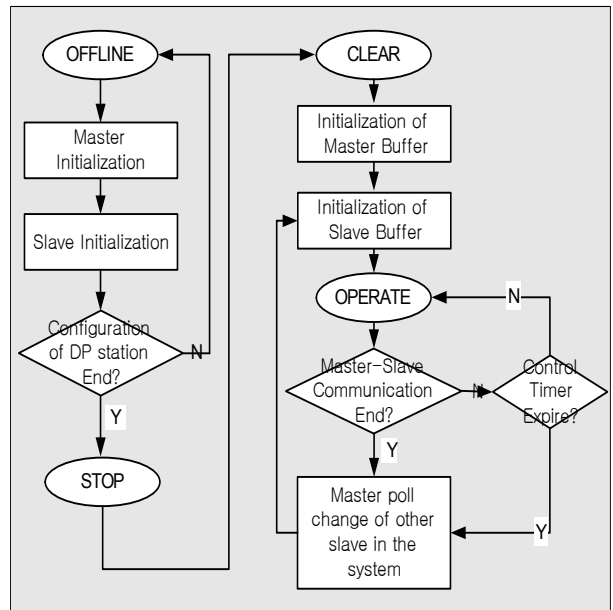 OFFLINE
Master
Initialization
Slave Initialization
Configuration
of DP station
End?
N
Y
STOP
CLEAR
Initialization of
Master Buffer
Initialization of
Slave Buffer
OPERATE
N
Master-Slave
Communication
End?
N
Control
Timer
Expire?
Y
Master poll
change of other
slave in the
system
Y